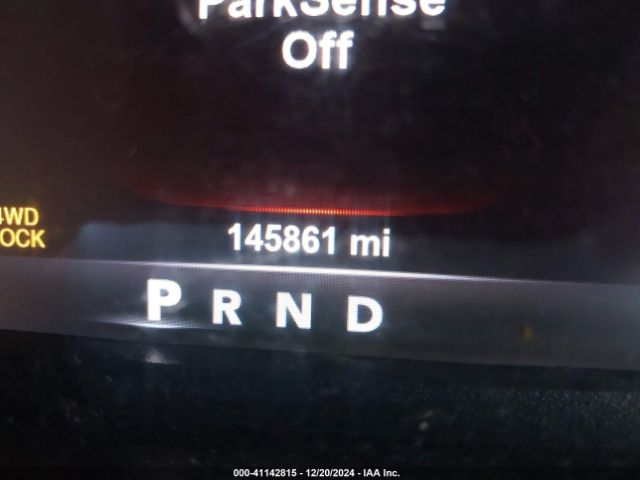 ParkSense
Off
4WD
LOCK
145861 mi
P R N D
000-41142815 - 12/20/2024 - IAA Inc.